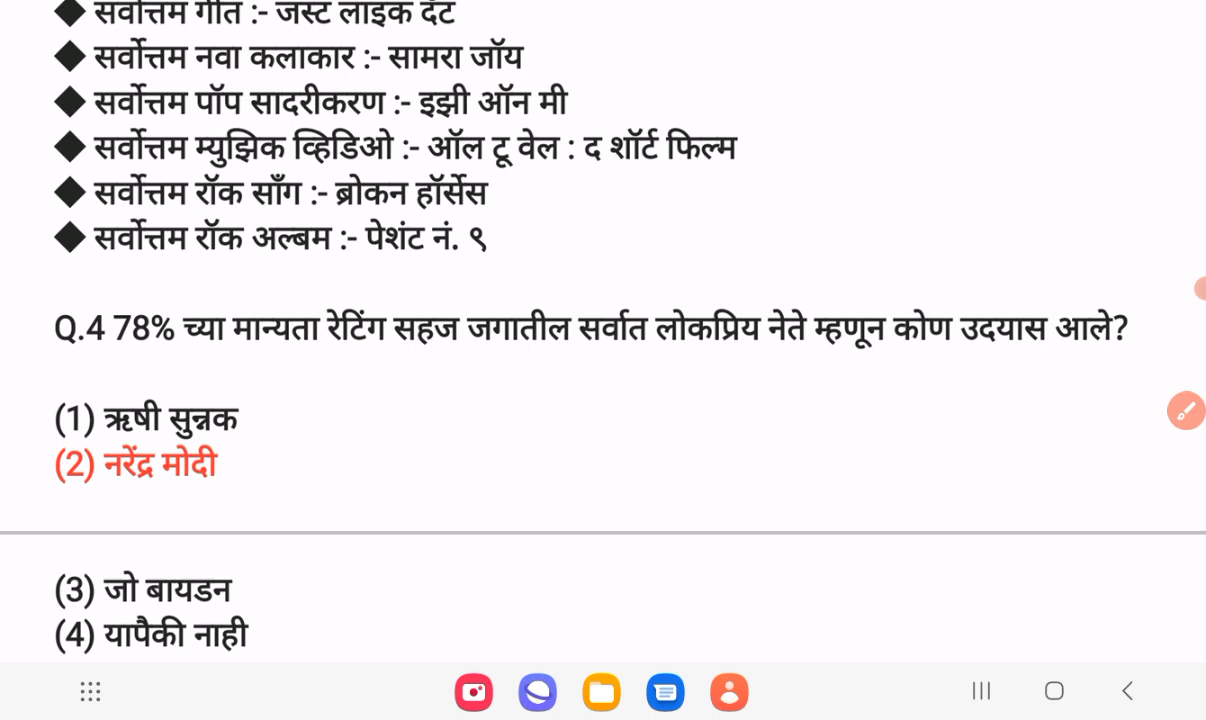 ◆ सर्वोत्तम गीत :- जस्ट लाइक दॅट
◆ सर्वोत्तम नवा कलाकार :- सामरा जॉय
◆ सर्वोत्तम पॉप सादरीकरण :- इझी ऑन मी
◆ सर्वोत्तम म्युझिक व्हिडिओ :- ऑल टू वेल : द शॉर्ट फिल्म
◆ सर्वोत्तम रॉक साँग :- ब्रोकन हॉर्सेस
◆ सर्वोत्तम रॉक अल्बम :- पेशंट नं. ९
Q.4 78% च्या मान्यता रेटिंग सहज जगातील सर्वात लोकप्रिय नेते म्हणून कोण उदयास आले?
(1) ऋषी सुन्नक
(2) नरेंद्र मोदी
(3) जो बायडन
(4) यापैकी नाही